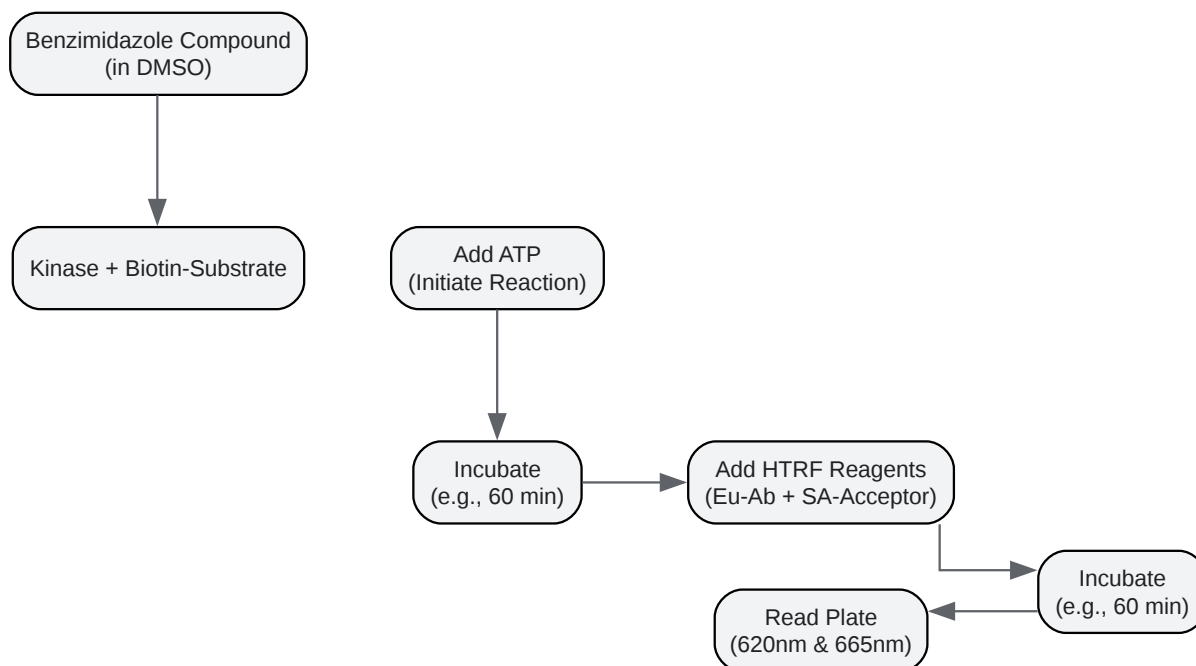 Benzimidazole Compound
(in DMSO)
Kinase + Biotin-Substrate
Add ATP
(Initiate Reaction)
Incubate
(e.g., 60 min)
Add HTRF Reagents
(Eu-Ab + SA-Acceptor)
Incubate
(e.g., 60 min)
Read Plate
(620nm & 665nm)